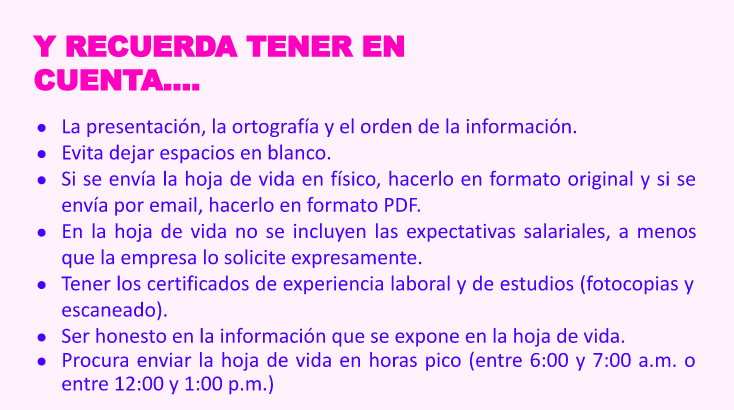 Y RECUERDA TENER EN
CUENTA....
● La presentación, la ortografía y el orden de la información.
● Evita dejar espacios en blanco.
● Si se envía la hoja de vida en físico, hacerlo en formato original y si se
envía por email, hacerlo en formato PDF.
● En la hoja de vida no se incluyen las expectativas salariales, a menos
que la empresa lo solicite expresamente.
● Tener los certificados de experiencia laboral y de estudios (fotocopias y
escaneado).
● Ser honesto en la información que se expone en la hoja de vida.
● Procura enviar la hoja de vida en horas pico (entre 6:00 y 7:00 a.m. o
entre 12:00 y 1:00 p.m.)